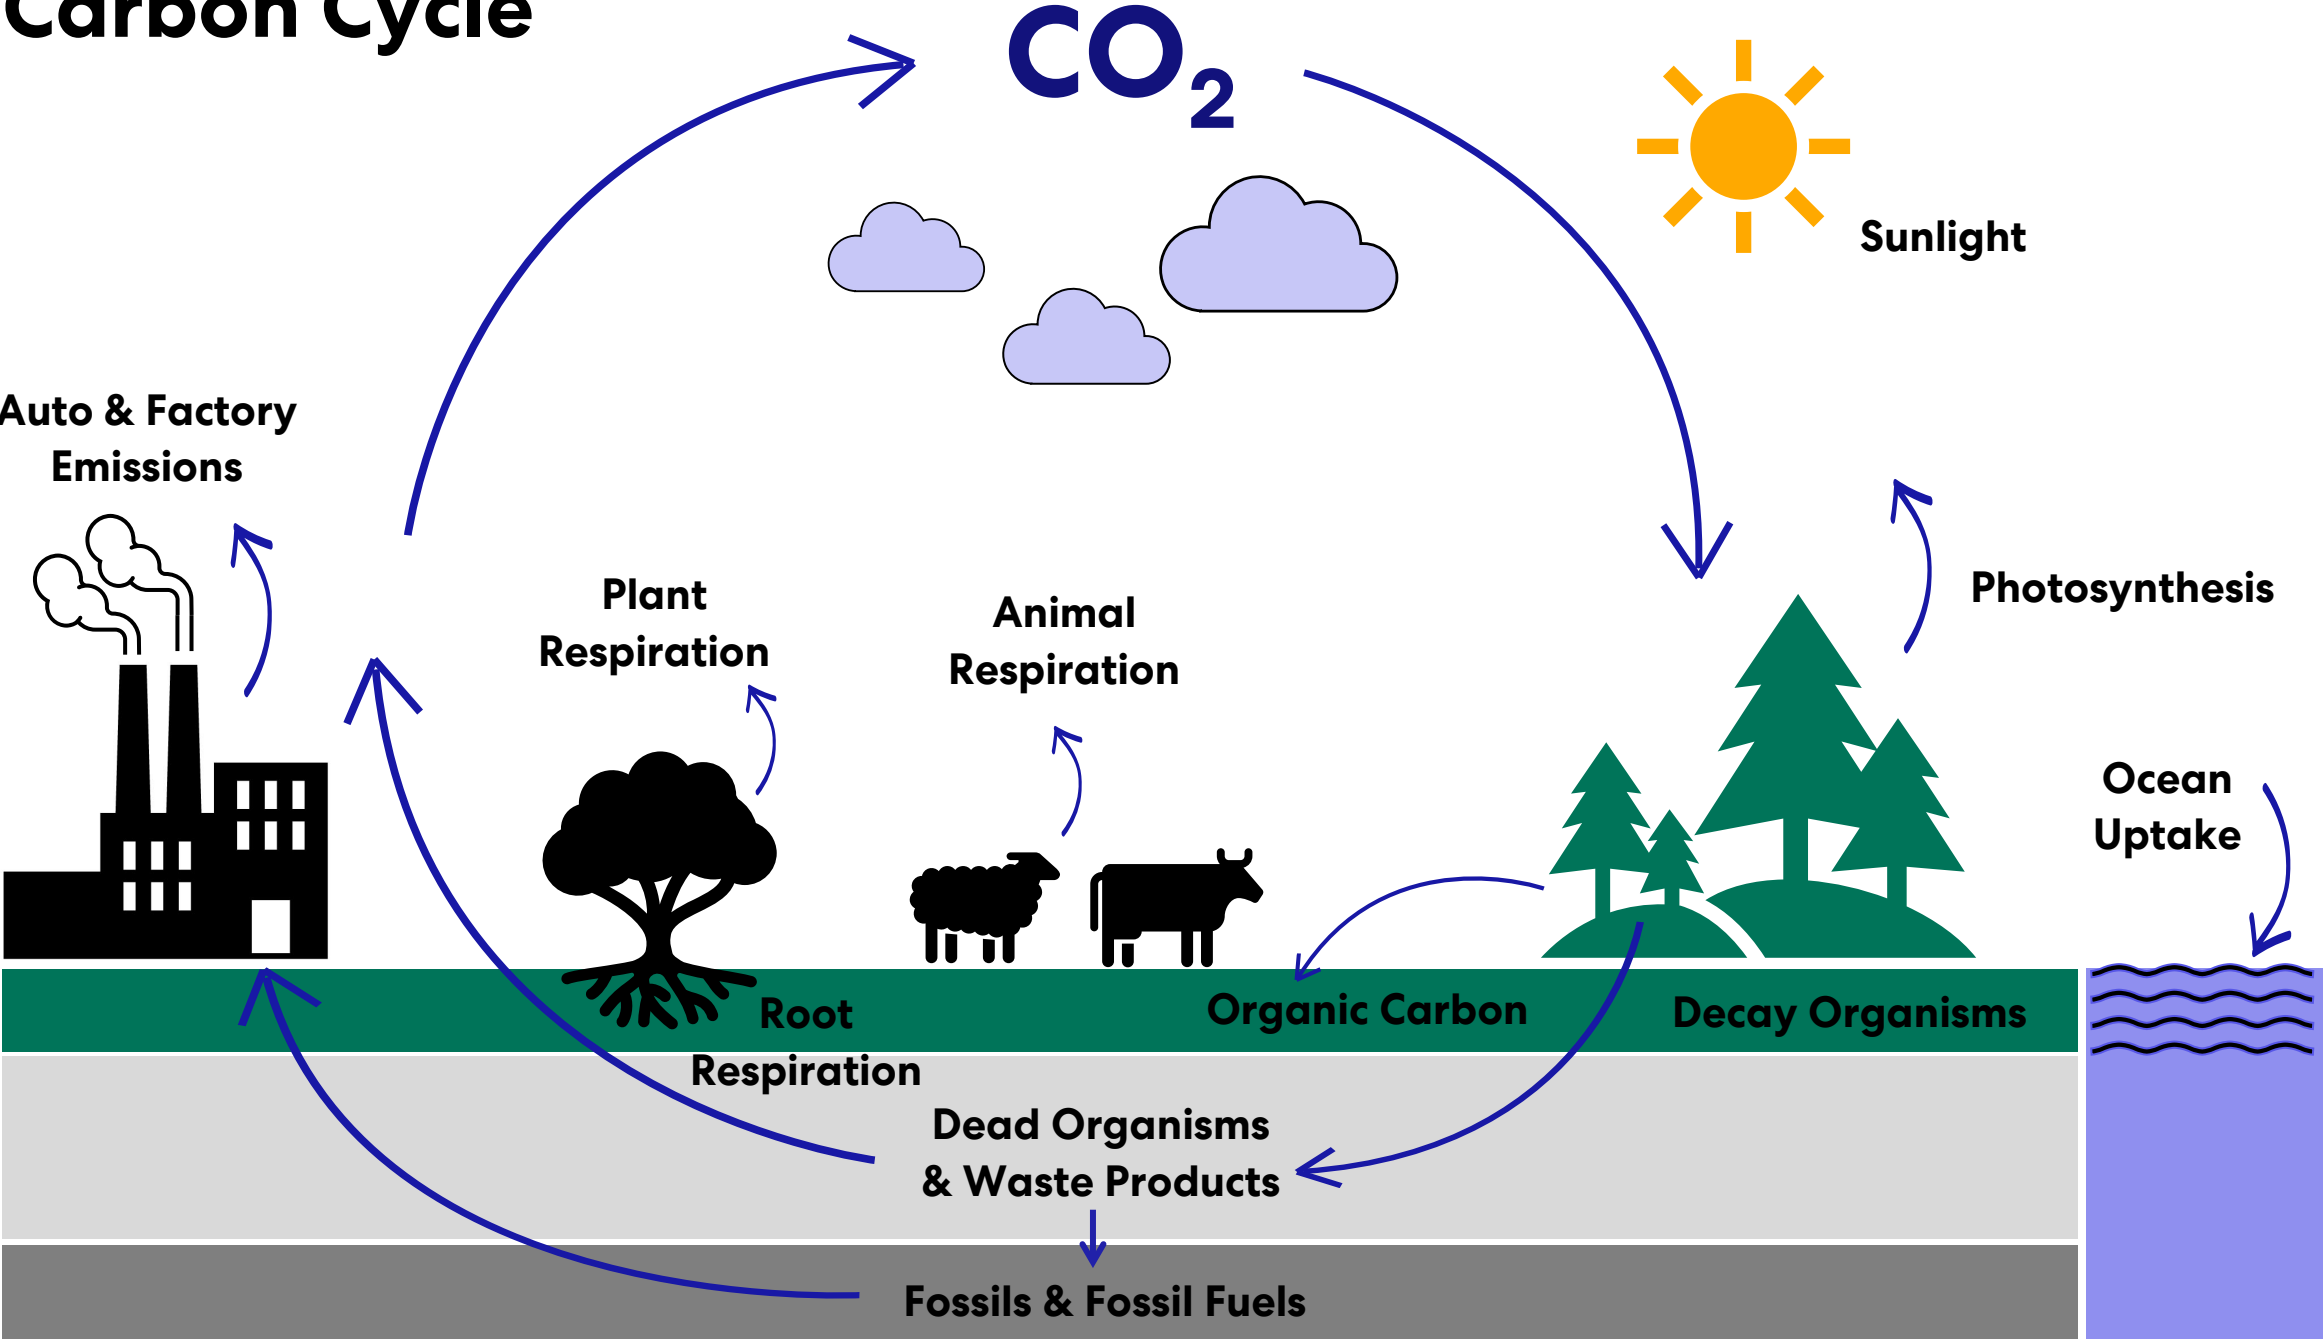 Carbon Cycle
CO₂
Sunlight
Auto & Factory
Emissions
Plant
Respiration
Animal
Respiration
Photosynthesis
Ocean
Uptake
Root
Respiration
Organic Carbon
Decay Organisms
Dead Organisms
& Waste Products
Fossils & Fossil Fuels